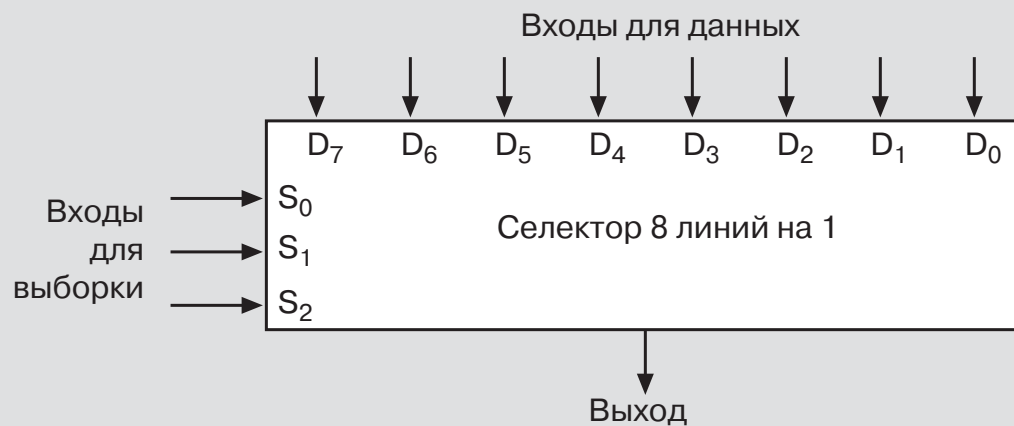 Входы для данных
D₇ D₆ D₅ D₄ D₃ D₂ D₁ D₀
Входы
для
выборки
S₀
S₁
S₂
Селектор 8 линий на 1
Выход